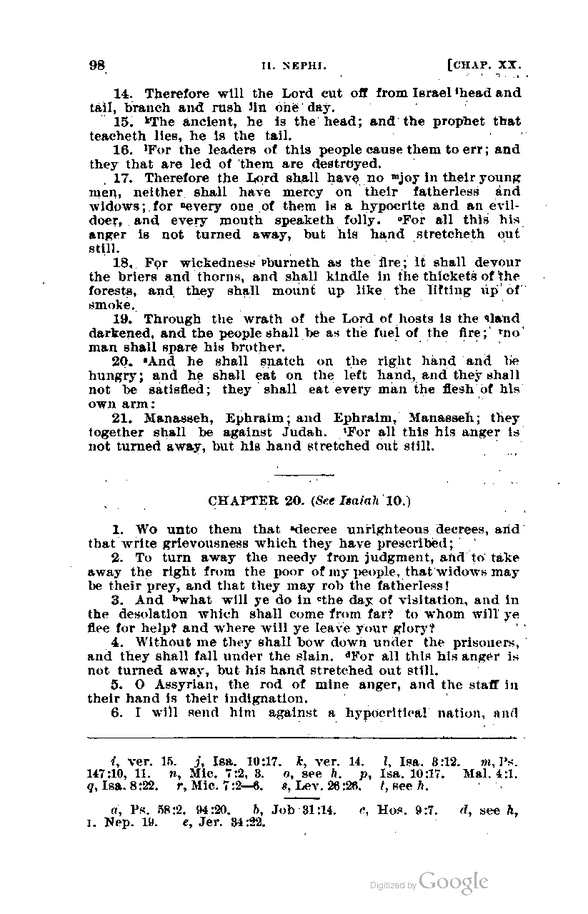 98 II. NEPHI. [CHAP. XX.
14. Therefore will the Lord cut off from Israel ihead and
tail, branch and rush jin one day.
15. kThe ancient, he is the head; and the prophet that
teacheth lies, he is the tail.
16. lFor the leaders of this people cause them to err; and
they that are led of them are destroyed.
17. Therefore the Lord shall have no mjoy in their young
men, neither shall have mercy on their fatherless and
widows; for nevery one of them is a hypocrite and an evil-
doer, and every mouth speaketh folly. oFor all this his
anger is not turned away, but his hand stretcheth out
still.
18. For wickedness pburneth as the fire; it shall devour
the briers and thorns, and shall kindle in the thickets of the
forests, and they shall mount up like the lifting up of
smoke.
19. Through the wrath of the Lord of hosts is the qland
darkened, and the people shall be as the fuel of the fire; rno
man shall spare his brother.
20. sAnd he shall snatch on the right hand and be
hungry; and he shall eat on the left hand, and they shall
not be satisfied; they shall eat every man the flesh of his
own arm:
21. Manasseh, Ephraim; and Ephraim, Manasseh; they
together shall be against Judah. tFor all this his anger is
not turned away, but his hand stretched out still.
CHAPTER 20. (See Isaiah 10.)
1. Wo unto them that adecree unrighteous decrees, and
that write grievousness which they have prescribed;
2. To turn away the needy from judgment, and to take
away the right from the poor of my people, that widows may
be their prey, and that they may rob the fatherless!
3. And bwhat will ye do in cthe day of visitation, and in
the desolation which shall come from far? to whom will ye
flee for help? and where will ye leave your glory?
4. Without me they shall bow down under the prisoners,
and they shall fall under the slain. dFor all this his anger is
not turned away, but his hand stretched out still.
5. O Assyrian, the rod of mine anger, and the staff in
their hand is their indignation.
6. I will send him against a hypocritical nation, and
i, ver. 15. j, Isa. 10:17. k, ver. 14. l, Isa. 3:12. m, Ps.
147:10, 11. n, Mic. 7:2, 3. o, see h. p, Isa. 10:17. Mal. 4:1.
q, Isa. 8:22. r, Mic. 7:2—6. s, Lev. 26:26. t, see h.
a, Ps. 58:2. 94:20. b, Job 31:14. c, Hos. 9:7. d, see h,
I. Nep. 19. e, Jer. 34:22.
Digitized by Google